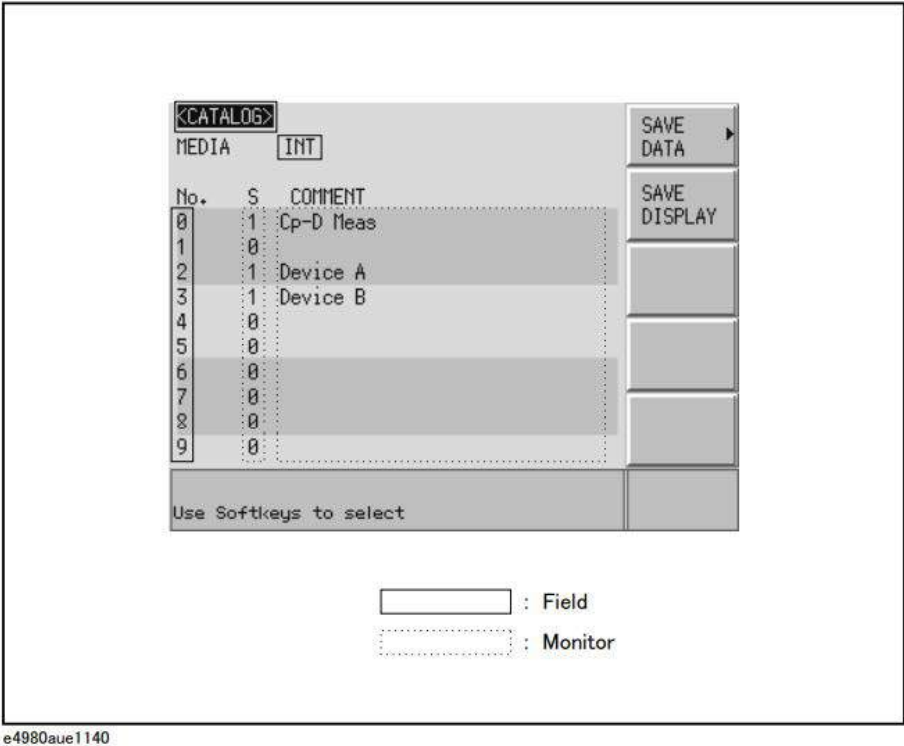 <CATALOG>
MEDIA INT
No. S COMMENT
0 1 Cp-D Meas
1 0
2 1 Device A
3 1 Device B
4 0
5 0
6 0
7 0
8 0
9 0
SAVE
DATA
SAVE
DISPLAY
Use Softkeys to select
: Field
: Monitor
e4980aue1140